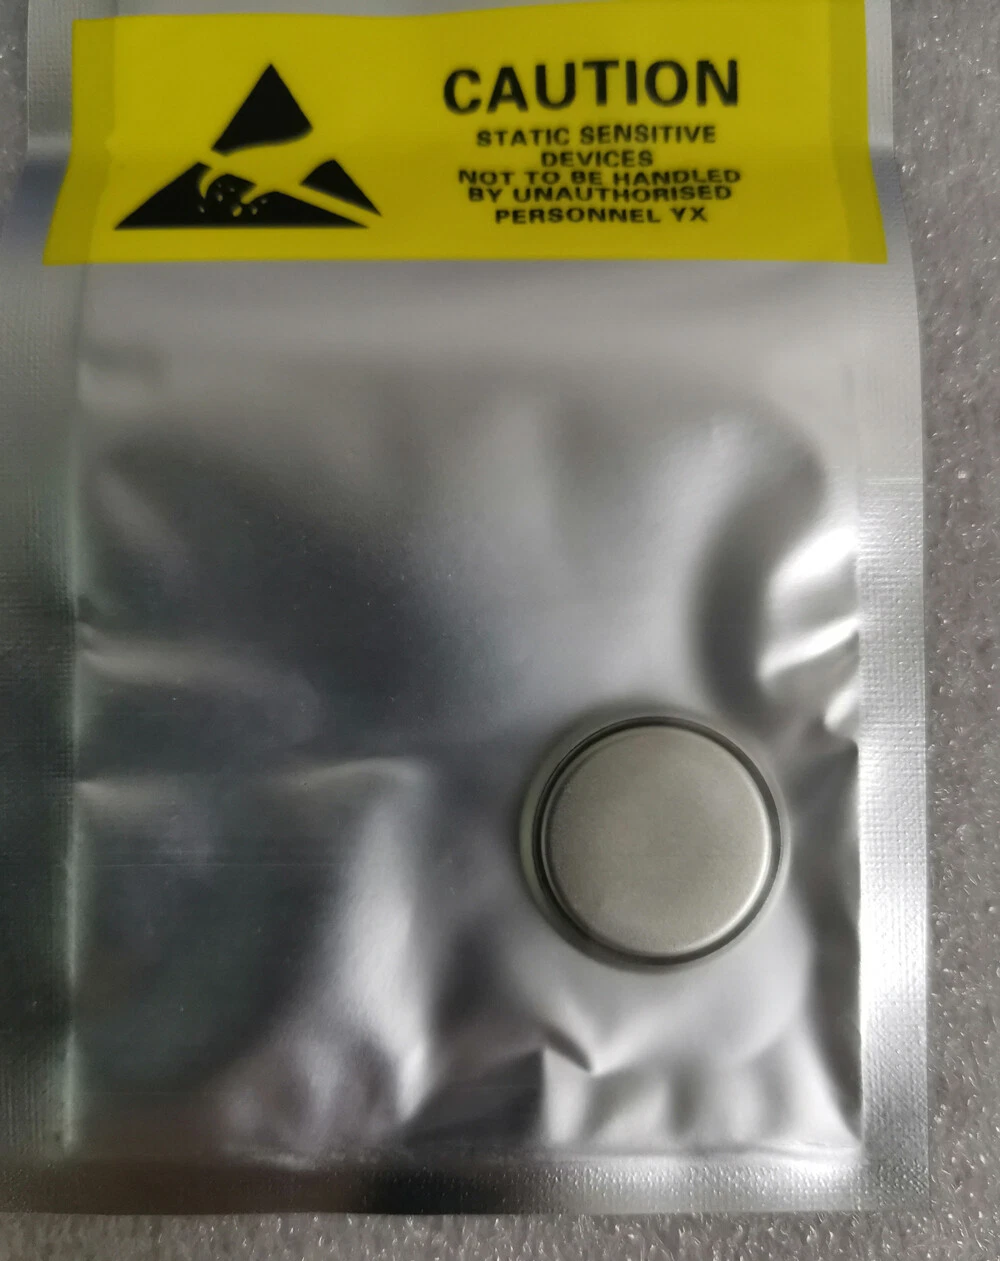 CAUTION
STATIC SENSITIVE
DEVICES
NOT TO BE HANDLED
BY UNAUTHORISED
PERSONNEL YX